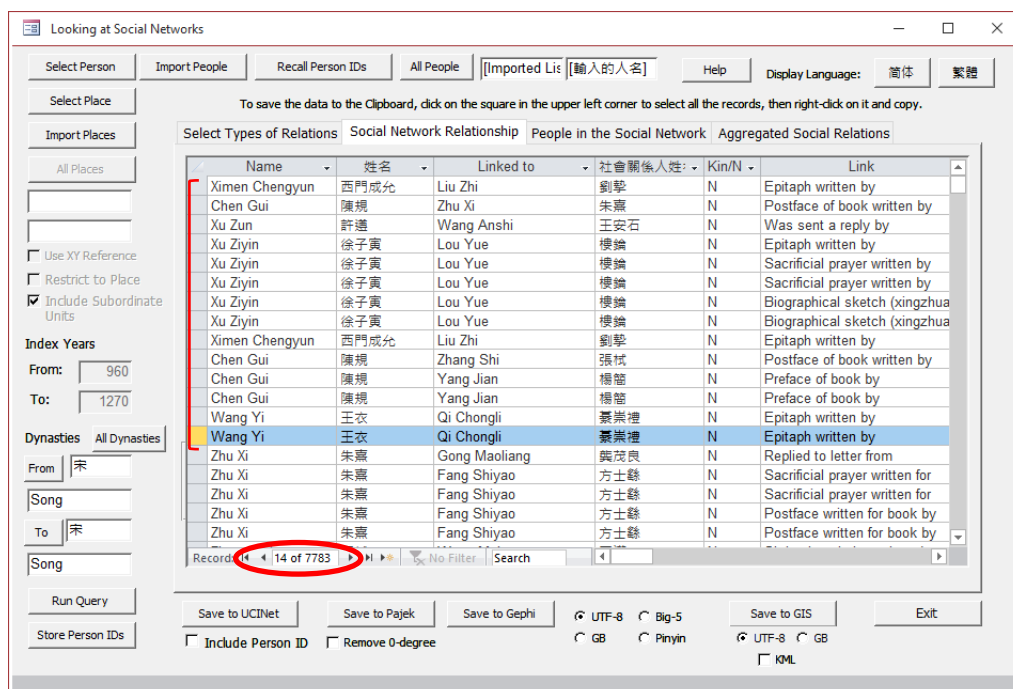 Looking at Social Networks
Select Person Import People Recall Person IDs All People [Imported Lis [輸入的人名] Help Display Language: 简体 繁體
Select Place To save the data to the Clipboard, click on the square in the upper left corner to select all the records, then right-click on it and copy.
Import Places Select Types of Relations Social Network Relationship People in the Social Network Aggregated Social Relations
All Places
Name 姓名 Linked to 社會關係人姓 Kin/N Link
Ximen Chengyun 西門成允 Liu Zhi 劉摯 N Epitaph written by
Chen Gui 陳規 Zhu Xi 朱熹 N Postface of book written by
Xu Zun 許遵 Wang Anshi 王安石 N Was sent a reply by
Xu Ziyin 徐子寅 Lou Yue 樓鑰 N Epitaph written by
Xu Ziyin 徐子寅 Lou Yue 樓鑰 N Sacrificial prayer written by
Xu Ziyin 徐子寅 Lou Yue 樓鑰 N Sacrificial prayer written by
Xu Ziyin 徐子寅 Lou Yue 樓鑰 N Biographical sketch (xingzhua
Xu Ziyin 徐子寅 Lou Yue 樓鑰 N Biographical sketch (xingzhua
Ximen Chengyun 西門成允 Liu Zhi 劉摯 N Epitaph written by
Chen Gui 陳規 Zhang Shi 張栻 N Postface of book written by
Chen Gui 陳規 Yang Jian 楊簡 N Preface of book by
Chen Gui 陳規 Yang Jian 楊簡 N Preface of book by
Wang Yi 王衣 Qi Chongli 綦崇禮 N Epitaph written by
Wang Yi 王衣 Qi Chongli 綦崇禮 N Epitaph written by
Zhu Xi 朱熹 Gong Maoliang 龔茂良 N Replied to letter from
Zhu Xi 朱熹 Fang Shiyao 方士繇 N Sacrificial prayer written for
Zhu Xi 朱熹 Fang Shiyao 方士繇 N Sacrificial prayer written for
Zhu Xi 朱熹 Fang Shiyao 方士繇 N Postface written for book by
Zhu Xi 朱熹 Fang Shiyao 方士繇 N Postface written for book by
Record: 14 of 7783 No Filter Search
Use XY Reference
Restrict to Place
Include Subordinate
Units
Index Years
From: 960
To: 1270
Dynasties All Dynasties
From 宋
Song
To 宋
Song
Run Query
Store Person IDs
Save to UCINet Save to Pajek Save to Gephi UTF-8 Big-5 Save to GIS Exit
Include Person ID Remove 0-degree GB Pinyin UTF-8 GB
KML